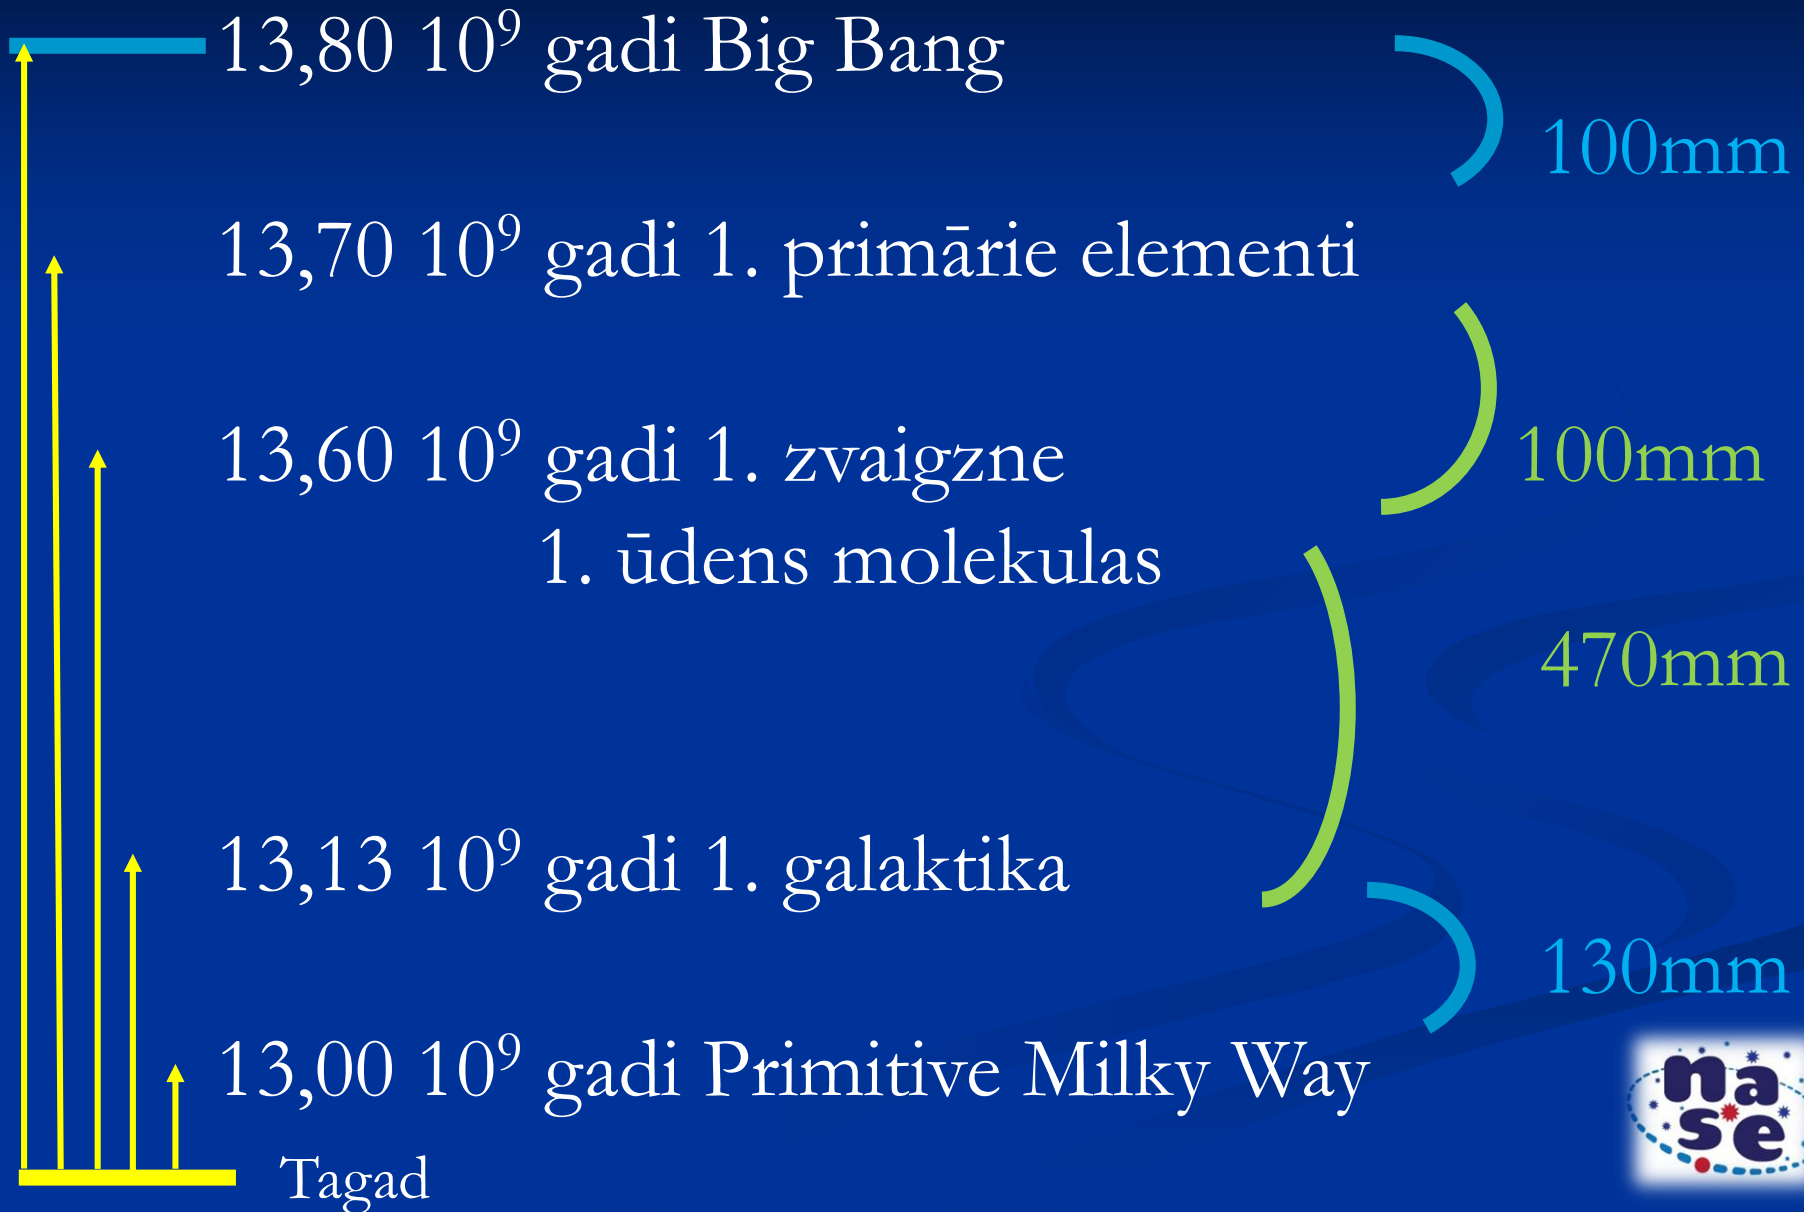 13,80 10⁹ gadi Big Bang
100mm
13,70 10⁹ gadi 1. primārie elementi
13,60 10⁹ gadi 1. zvaigzne
100mm
1. ūdens molekulas
470mm
13,13 10⁹ gadi 1. galaktika
130mm
13,00 10⁹ gadi Primitive Milky Way
na
se
Tagad